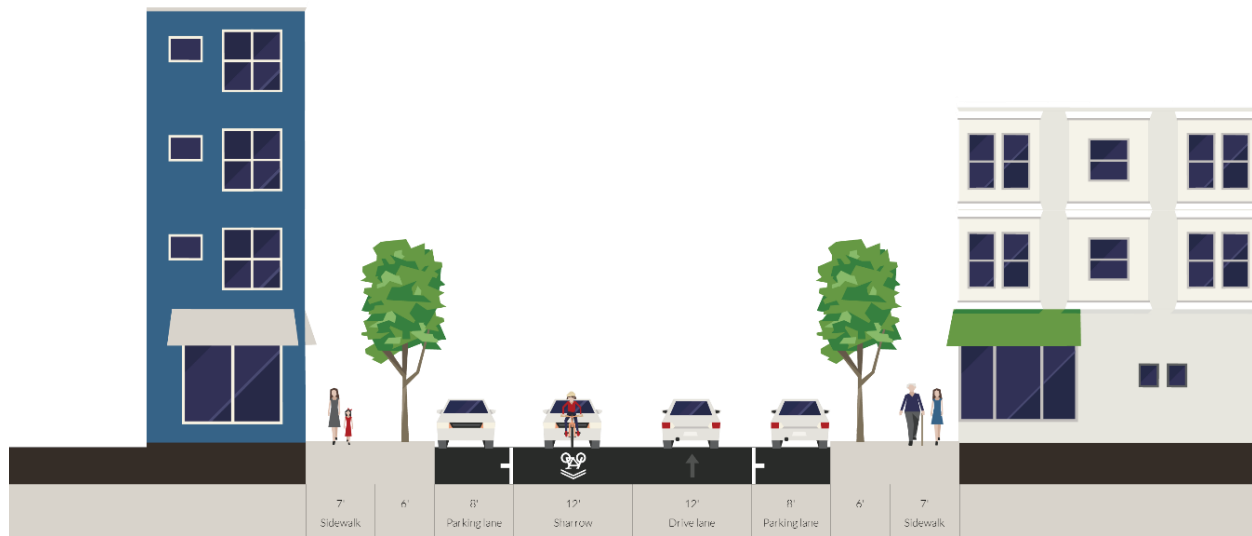 7' 6' 8' 12' 12' 8' 6' 7'
Sidewalk Parking lane Sharrow Drive lane Parking lane Sidewalk